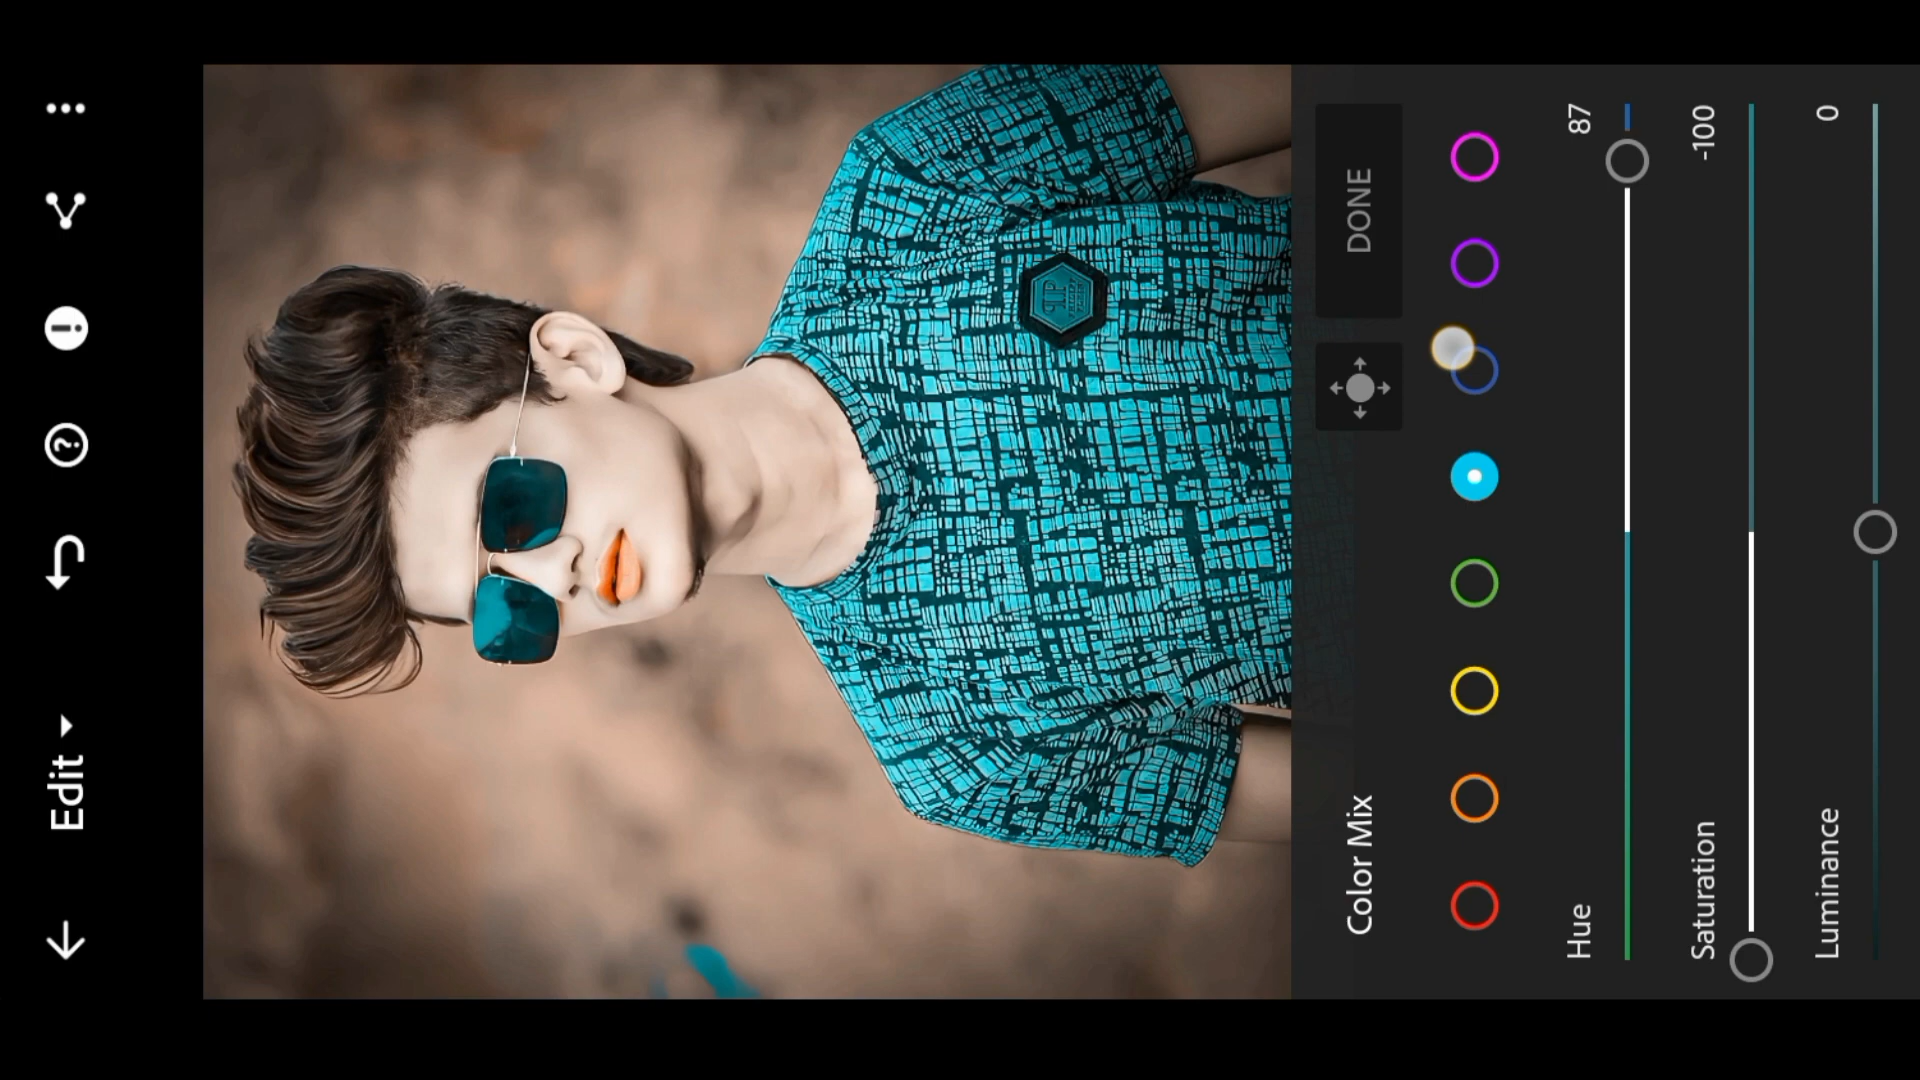 Edit
Color Mix
DONE
Hue
87
Saturation
-100
Luminance
0